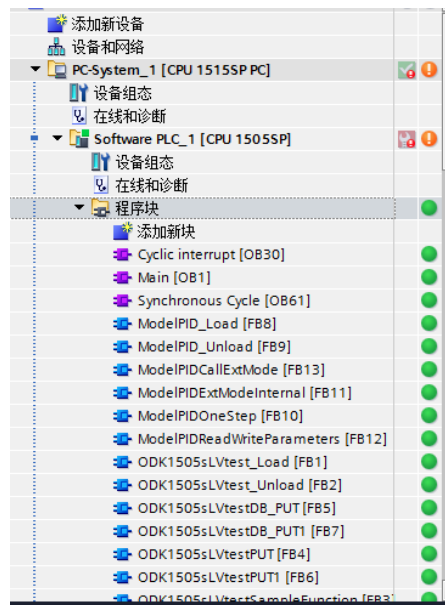 添加新设备
设备和网络
PC-System_1 [CPU 1515SP PC]
设备组态
在线和诊断
Software PLC_1 [CPU 1505SP]
设备组态
在线和诊断
程序块
添加新块
Cyclic interrupt [OB30]
Main [OB1]
Synchronous Cycle [OB61]
ModelPID_Load [FB8]
ModelPID_Unload [FB9]
ModelPIDCallExtMode [FB13]
ModelPIDExtModeInternal [FB11]
ModelPIDOneStep [FB10]
ModelPIDReadWriteParameters [FB12]
ODK1505sLVtest_Load [FB1]
ODK1505sLVtest_Unload [FB2]
ODK1505sLVtestDB_PUT [FB5]
ODK1505sLVtestDB_PUT1 [FB7]
ODK1505sLVtestPUT [FB4]
ODK1505sLVtestPUT1 [FB6]
ODK1505sLVtestSampleFunction [FB3]